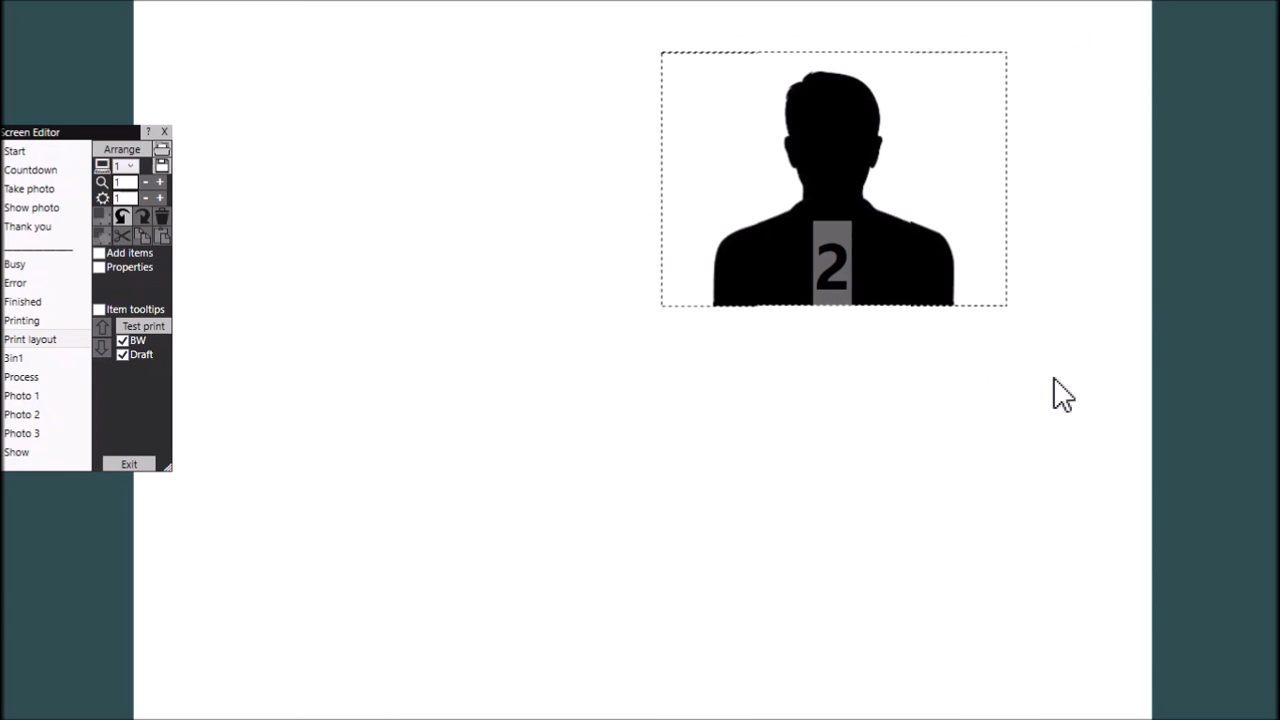 Screen Editor ? X
Start
Countdown
Take photo
Show photo
Thank you
Busy
Error
Finished
Printing
Print layout
3in1
Process
Photo 1
Photo 2
Photo 3
Show
Arrange
1
1 - +
1 - +
Add items
Properties
Item tooltips
Test print
BW
Draft
Exit
2